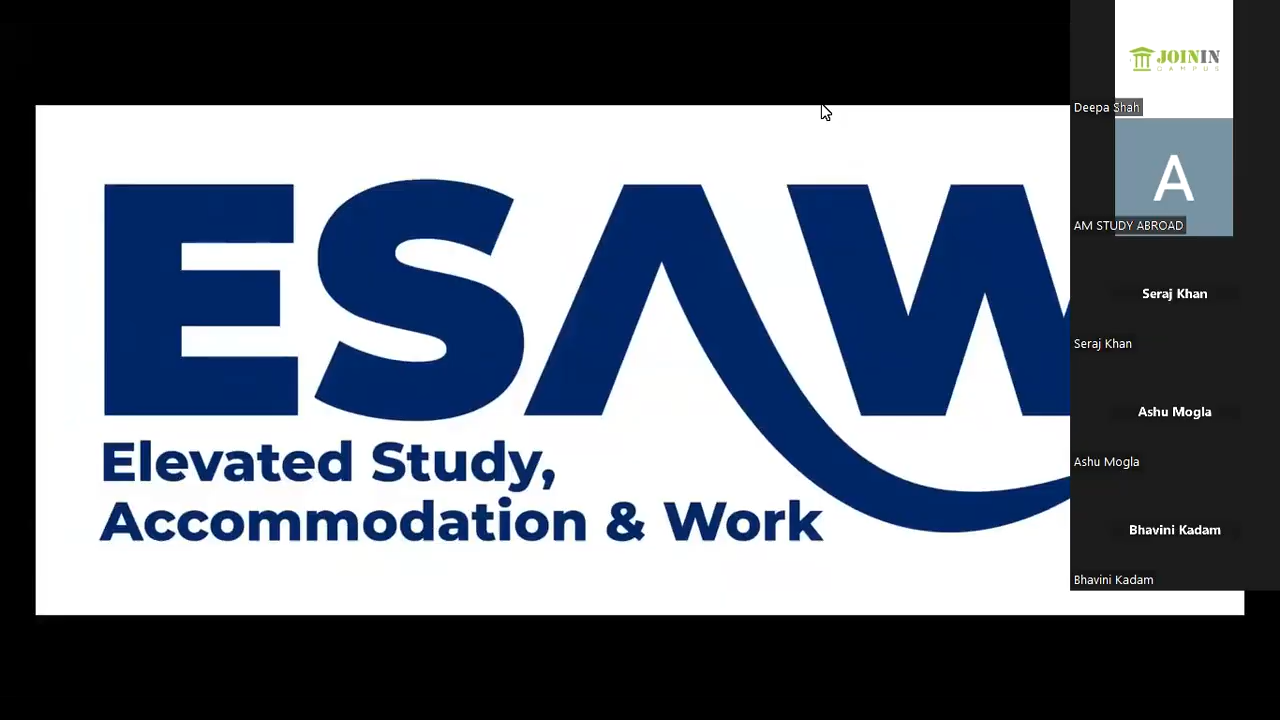 ESAW
Elevated Study,
Accommodation & Work
JOININ
CAMPUS
Deepa Shah
A
AM STUDY ABROAD
Seraj Khan
Seraj Khan
Ashu Mogla
Ashu Mogla
Bhavini Kadam
Bhavini Kadam